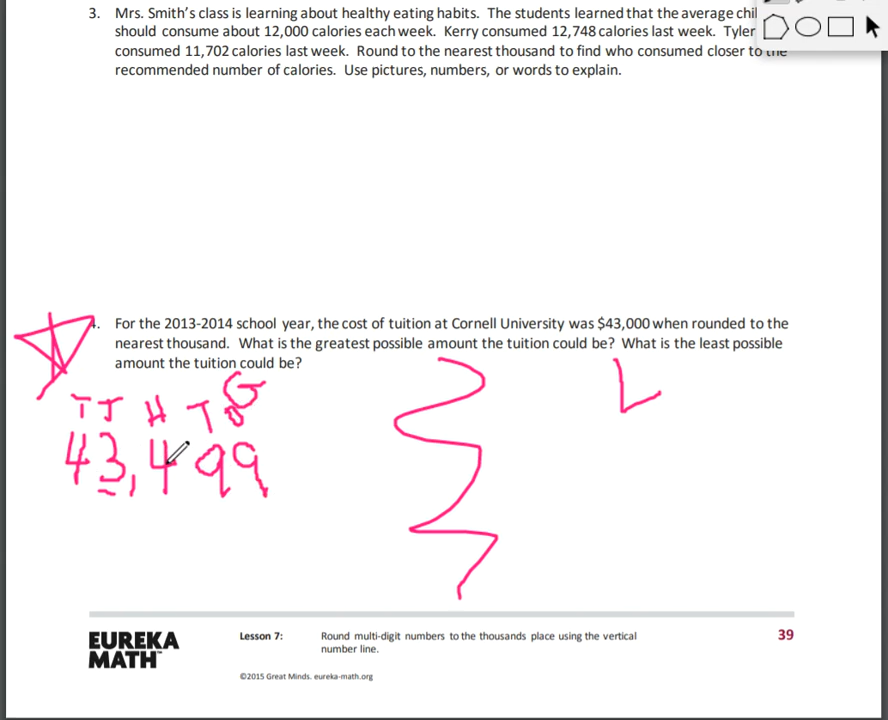 3. Mrs. Smith's class is learning about healthy eating habits. The students learned that the average
should consume about 12,000 calories each week. Kerry consumed 12,748 calories last week. Tyler
consumed 11,702 calories last week. Round to the nearest thousand to find who consumed closer to the
recommended number of calories. Use pictures, numbers, or words to explain.
For the 2013-2014 school year, the cost of tuition at Cornell University was $43,000 when rounded to the
nearest thousand. What is the greatest possible amount the tuition could be? What is the least possible
amount the tuition could be?
G L
T T H T O
43,499
EUREKA
MATH™
Lesson 7: Round multi-digit numbers to the thousands place using the vertical
number line.
39
©2015 Great Minds. eureka-math.org